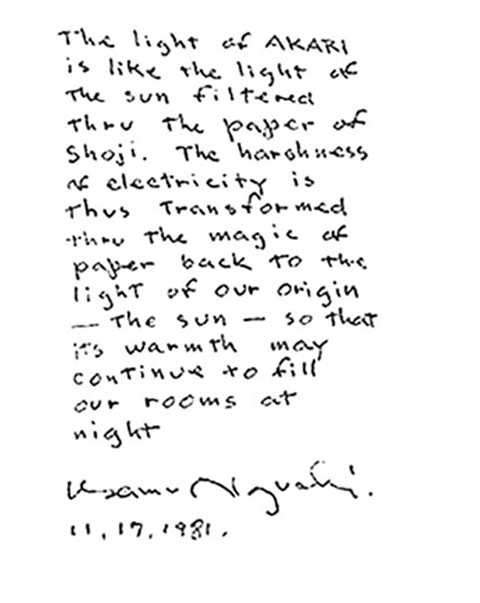 The light of AKARI
is like the light of
The sun filtered
Thru The paper of
Shoji. The harshness
of electricity is
Thus Transformed
thru The magic of
paper back To the
light of our origin
— The sun — so that
it's warmth may
continue to fill
our rooms at
night
Isamu Noguchi.
11.17.1981.